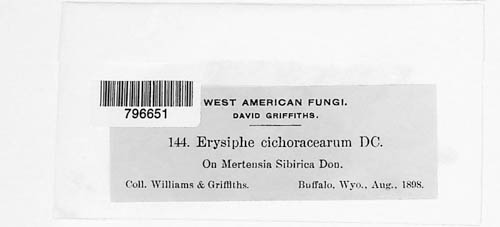 WEST AMERICAN FUNGI.
796651
DAVID GRIFFITHS.
144. Erysiphe cichoracearum DC.
On Mertensia Sibirica Don.
Coll. Williams & Griffiths. Buffalo, Wyo., Aug., 1898.